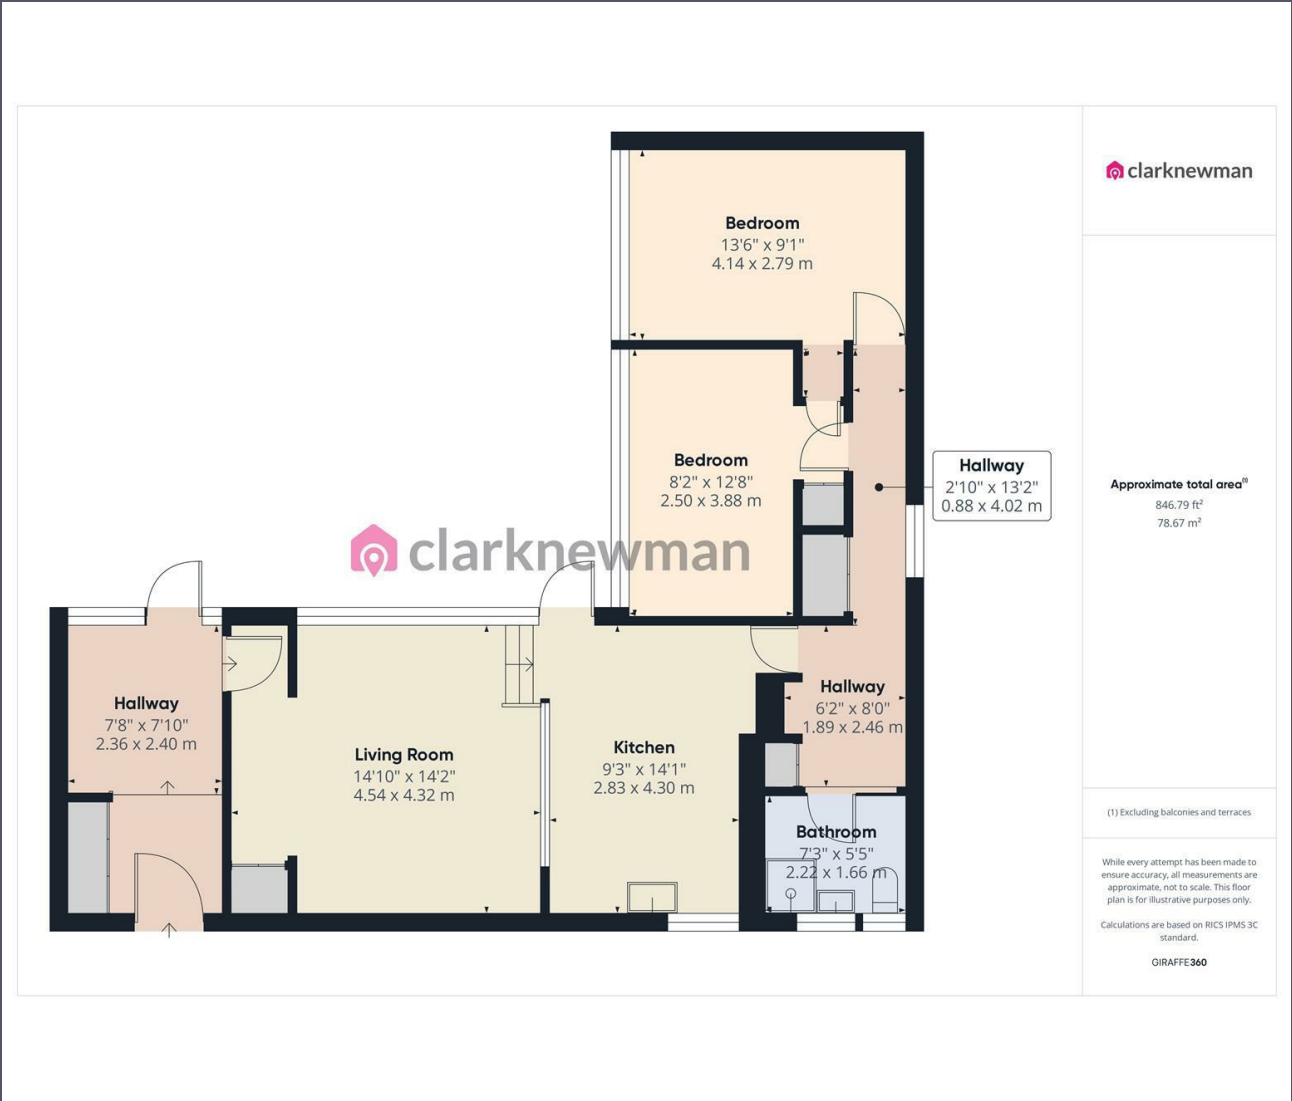 clarknewman
Bedroom
13'6" x 9'1"
4.14 x 2.79 m
Bedroom
8'2" x 12'8"
2.50 x 3.88 m
Hallway
2'10" x 13'2"
0.88 x 4.02 m
clarknewman
Hallway
7'8" x 7'10"
2.36 x 2.40 m
Living Room
14'10" x 14'2"
4.54 x 4.32 m
Kitchen
9'3" x 14'1"
2.83 x 4.30 m
Hallway
6'2" x 8'0"
1.89 x 2.46 m
Bathroom
7'3" x 5'5"
2.22 x 1.66 m
Approximate total area(1)
846.79 ft²
78.67 m²
(1) Excluding balconies and terraces
While every attempt has been made to
ensure accuracy, all measurements are
approximate, not to scale. This floor
plan is for illustrative purposes only.
Calculations are based on RICS IPMS 3C
standard.
GIRAFFE360